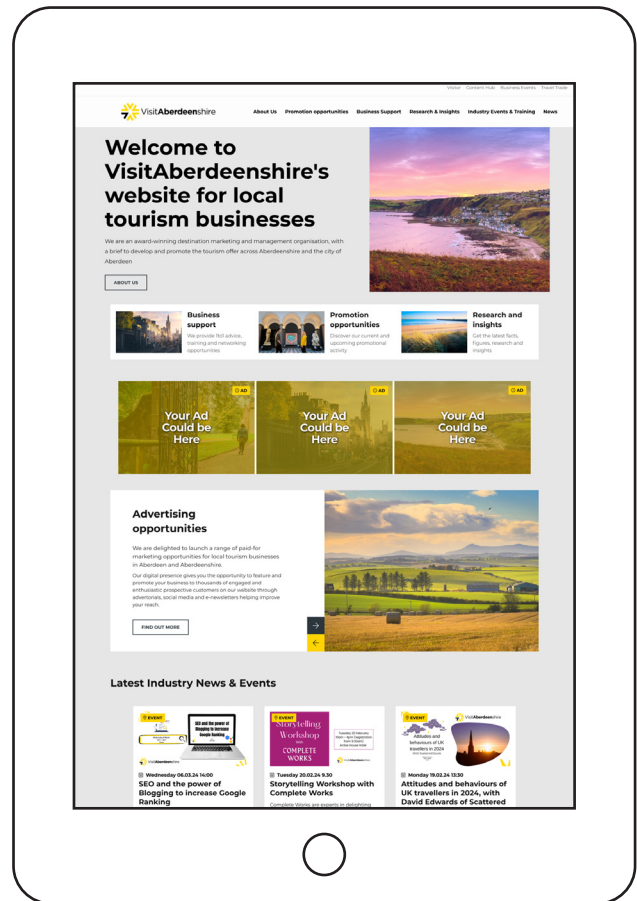 Visitor Content Hub Business Events Travel Trade
VisitAberdeenshire
About Us Promotion opportunities Business Support Research & Insights Industry Events & Training News
Welcome to
VisitAberdeenshire's
website for local
tourism businesses
We are an award-winning destination marketing and management organisation, with
a brief to develop and promote the tourism offer across Aberdeenshire and the city of
Aberdeen
ABOUT US
Business
support
We provide ROI advice,
training and networking
opportunities
Promotion
opportunities
Discover our current and
upcoming promotional
activity
Research and
insights
Get the latest facts,
figures, research and
insights
AD
Your Ad
Could be
Here
AD
Your Ad
Could be
Here
AD
Your Ad
Could be
Here
Advertising
opportunities
We are delighted to launch a range of paid-for
marketing opportunities for local tourism businesses
in Aberdeen and Aberdeenshire.
Our digital presence gives you the opportunity to feature and
promote your business to thousands of engaged and
enthusiastic prospective customers on our website through
advertorials, social media and e-newsletters helping improve
your reach.
FIND OUT MORE
Latest Industry News & Events
EVENT
SEO and the power of
Blogging to increase
Google Ranking
VisitAberdeenshire
Wednesday 06.03.24 14:00
SEO and the power of
Blogging to increase Google
Ranking
EVENT
Storytelling
Workshop
with
COMPLETE
WORKS
Tuesday 20 February
VisitAberdeenshire
Tuesday 20.02.24 9.30
Storytelling Workshop with
Complete Works
Complete Works are experts in delighting
EVENT
VisitAberdeenshire
Attitudes and
behaviours of UK
travellers in 2024
Monday 19.02.24 13:30
Attitudes and behaviours of
UK travellers in 2024, with
David Edwards of Scattered